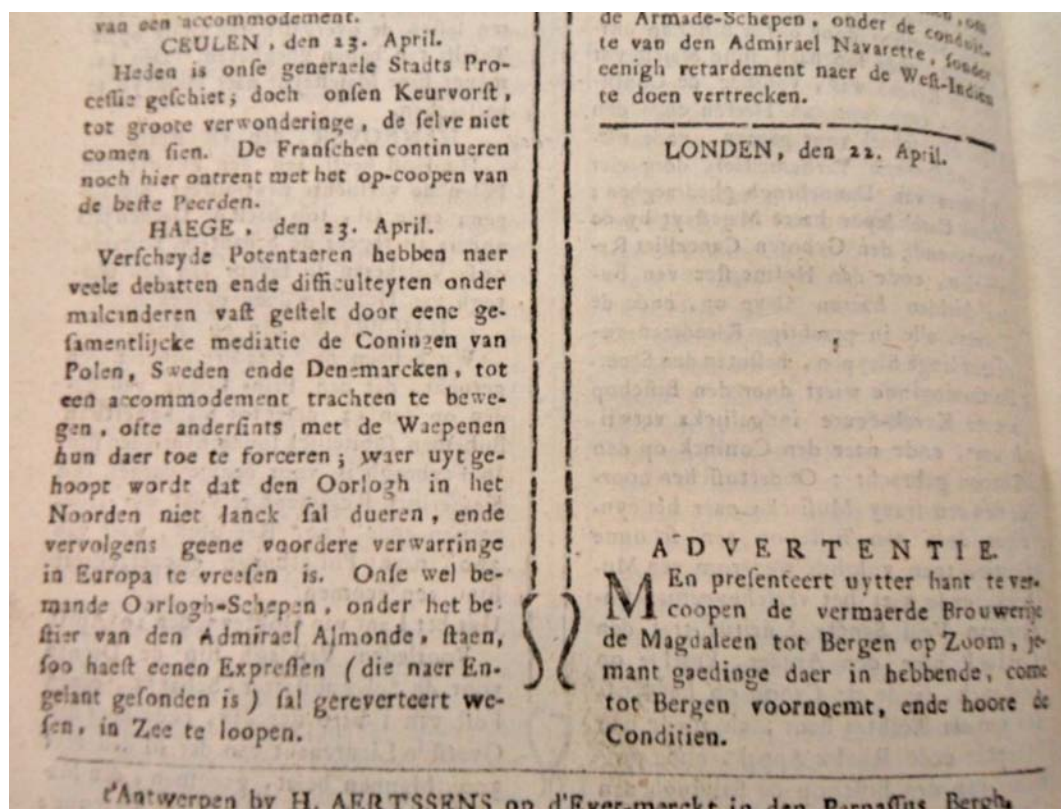 van een accommodement.
CEULEN, den 23. April.
Heden is onse generaele Stadts Pro-
cessie geschiet; doch onsen Keurvorst,
tot groote verwonderinge, de selve niet
comen sien. De Franschen continueren
noch hier ontrent met het op-coopen van
de beste Peerden.
HAEGE, den 23. April.
Verscheyde Potentaeren hebben naer
veele debatten ende difficulteyten onder
malcinderen vast gestelt door eene ge-
samentlijcke mediatie de Coningen van
Polen, Sweden ende Denemarcken, tot
een accommodement trachten te bewe-
gen, ofte andersints met de Waepenen
hun daer toe te forceren; waer uyt ge-
hoopt wordt dat den Oorlogh in het
Noorden niet lanck sal dueren, ende
vervolgens geene voordere verwarringe
in Europa te vreesen is. Onse wel be-
mande Oorlogh-Schepen, onder het be-
stier van den Admirael Almonde, staen,
soo haest eenen Expressen (die naer En-
gelant gesonden is) sal gereverteert we-
sen, in Zee te loopen.
de Armade-Schepen, onder de conduit-
te van den Admirael Navarette, sonder
eenigh retardement naer de West-Indien
te doen vertrecken.
LONDEN, den 22. April.
ADVERTENTIE.
MEn presenteert uytter hant te ver-
coopen de vermaerde Brouwerije
de Magdaleen tot Bergen op Zoom, je-
mant gaedinge daer in hebbende, come
tot Bergen voornoemt, ende hoore de
Conditien.
t'Antwerpen by H. AERTSSENS op d'Eyer-merckt in den Parnassus Bergh.